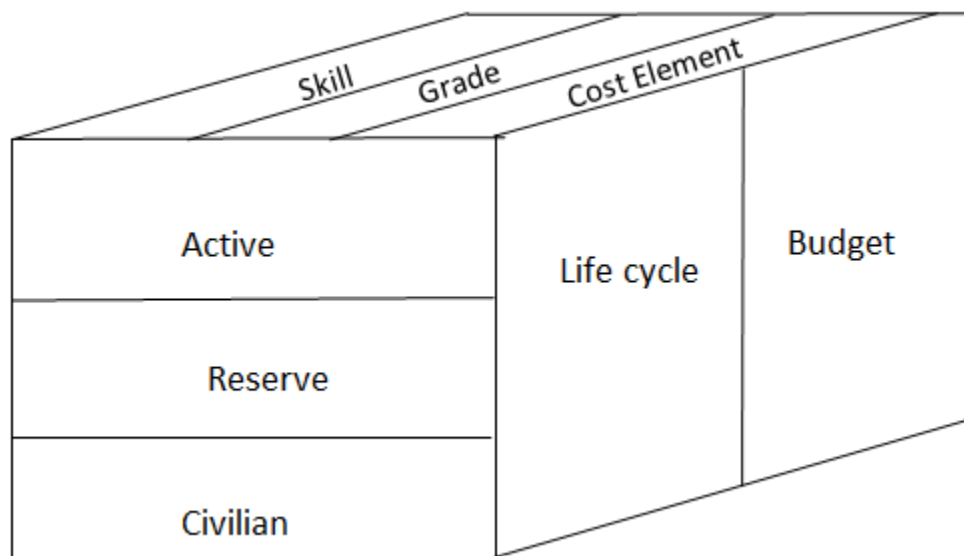 Skill
Grade
Cost Element
Active
Life cycle
Budget
Reserve
Civilian